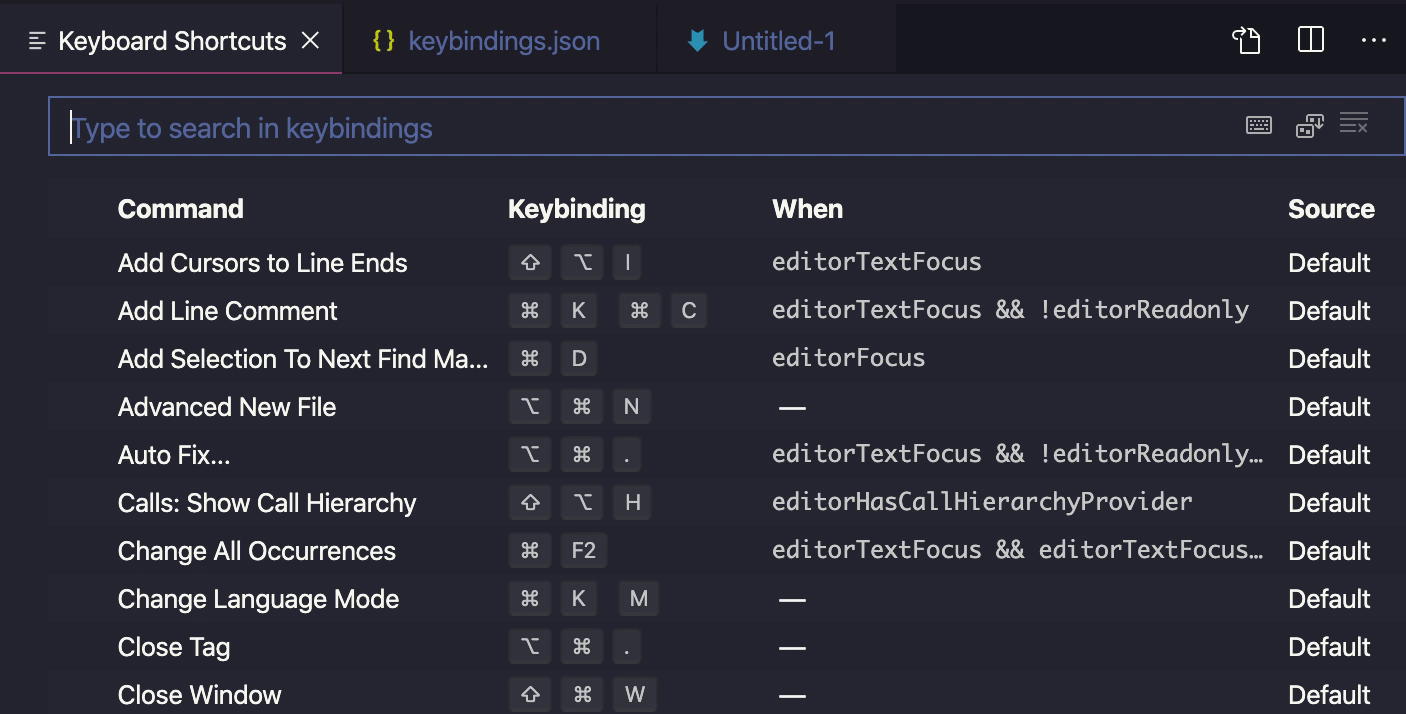 Keyboard Shortcuts keybindings.json Untitled-1
Type to search in keybindings
Command Keybinding When Source
Add Cursors to Line Ends ⇧ ⌥ I editorTextFocus Default
Add Line Comment ⌘ K ⌘ C editorTextFocus && !editorReadonly Default
Add Selection To Next Find Ma... ⌘ D editorFocus Default
Advanced New File ⌥ ⌘ N — Default
Auto Fix... ⌥ ⌘ . editorTextFocus && !editorReadonly… Default
Calls: Show Call Hierarchy ⇧ ⌥ H editorHasCallHierarchyProvider Default
Change All Occurrences ⌘ F2 editorTextFocus && editorTextFocus… Default
Change Language Mode ⌘ K M — Default
Close Tag ⌥ ⌘ . — Default
Close Window ⇧ ⌘ W — Default